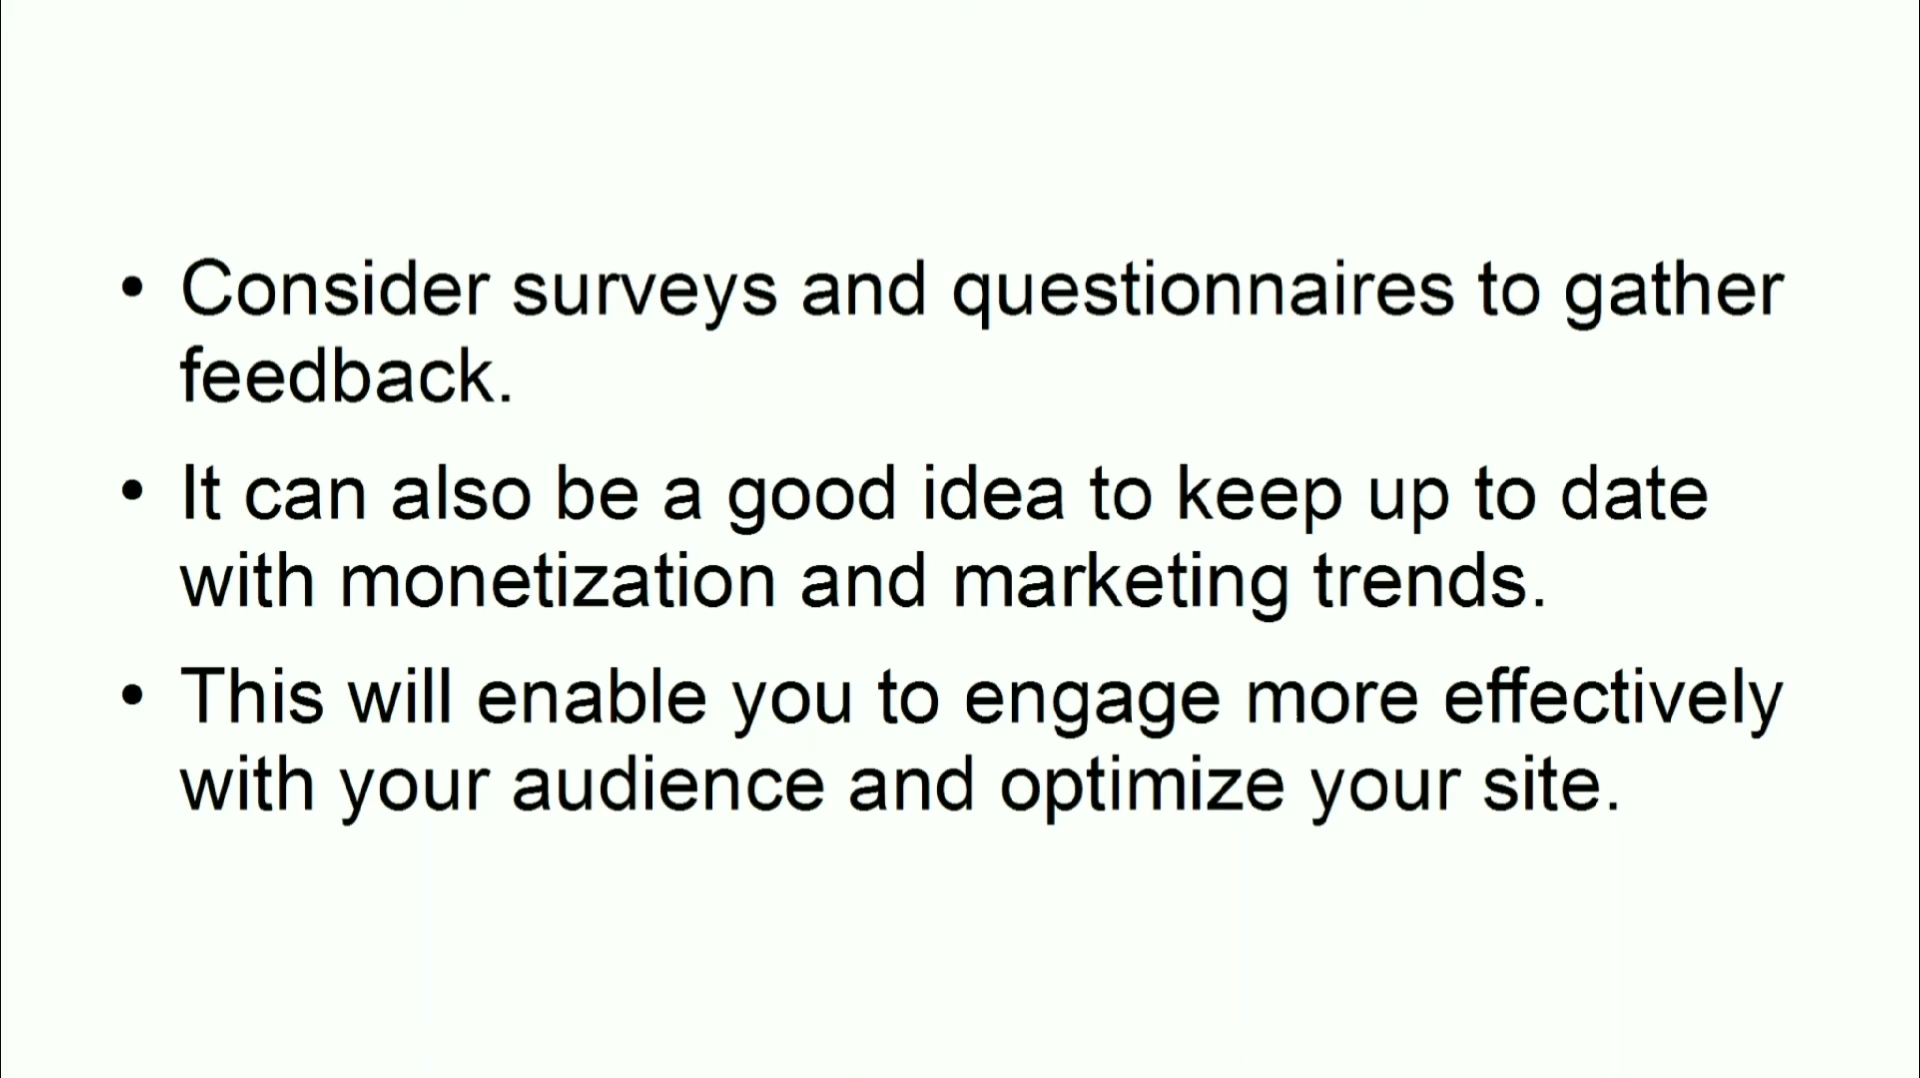 • Consider surveys and questionnaires to gather
feedback.
• It can also be a good idea to keep up to date
with monetization and marketing trends.
• This will enable you to engage more effectively
with your audience and optimize your site.